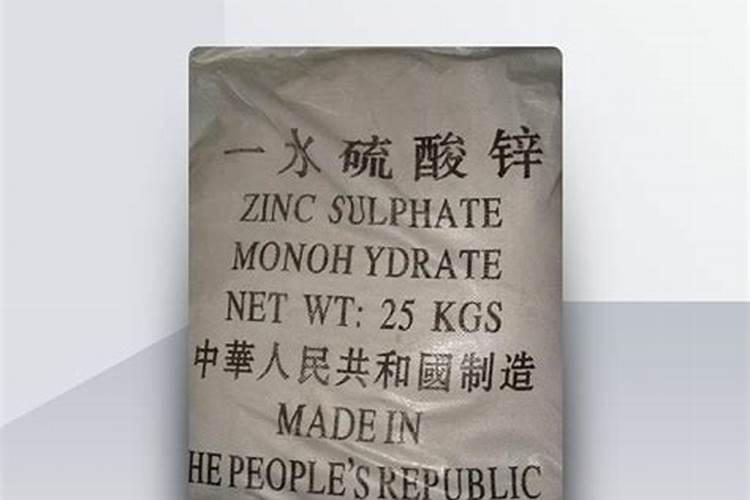 一水硫酸锌
ZINC SULPHATE
MONOH YDRATE
NET WT: 25 KGS
中華人民共和國制造
MADE IN
HE PEOPLE'S REPUBLIC